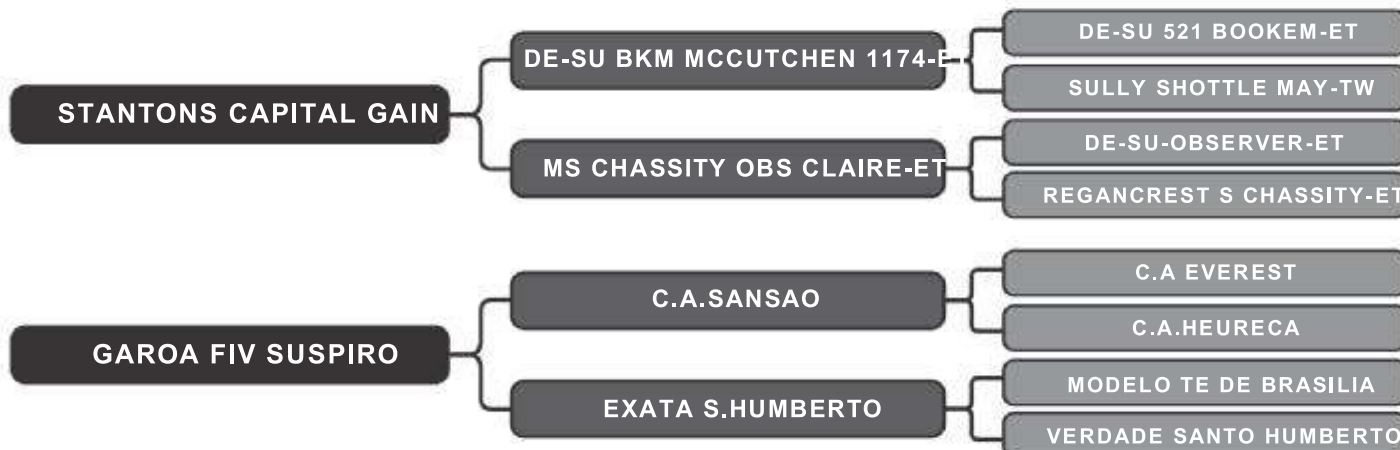 STANTONS CAPITAL GAIN
DE-SU BKM MCCUTCHEN 1174-ET
DE-SU 521 BOOKEM-ET
SULLY SHOTTLE MAY-TW
MS CHASSITY OBS CLAIRE-ET
DE-SU-OBSERVER-ET
REGANCREST S CHASSITY-ET
GAROA FIV SUSPIRO
C.A.SANSAO
C.A EVEREST
C.A.HEURECA
EXATA S.HUMBERTO
MODELO TE DE BRASILIA
VERDADE SANTO HUMBERTO